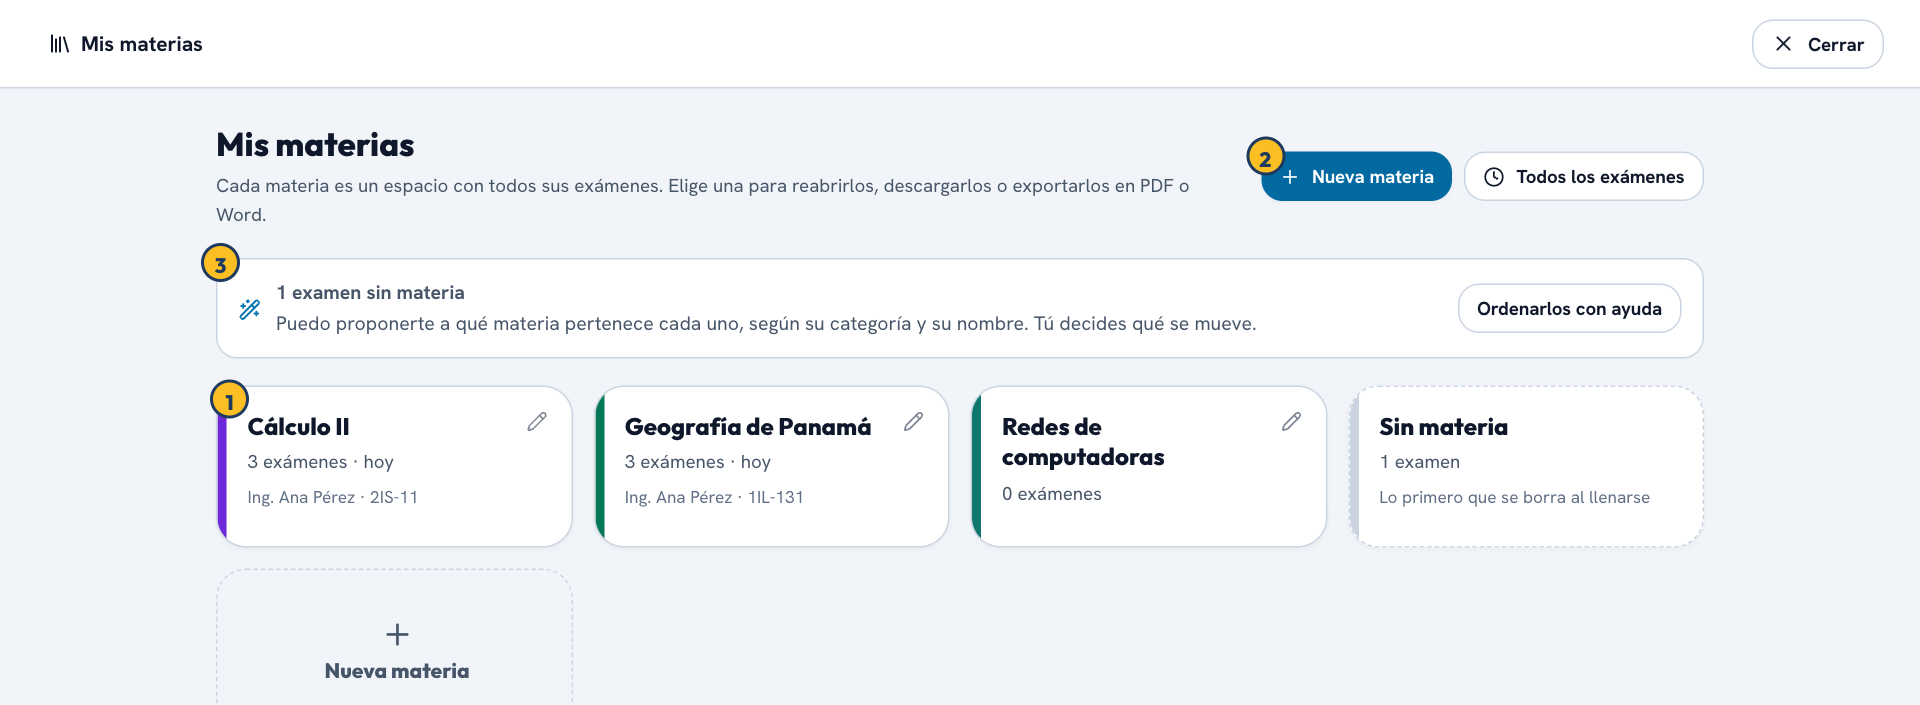 Mis materias
Cerrar
Mis materias
Cada materia es un espacio con todos sus exámenes. Elige una para reabrirlos, descargarlos o exportarlos en PDF o
Word.
2
Nueva materia
Todos los exámenes
3
1 examen sin materia
Puedo proponerte a qué materia pertenece cada uno, según su categoría y su nombre. Tú decides qué se mueve.
Ordenarlos con ayuda
1
Cálculo II
3 exámenes · hoy
Ing. Ana Pérez · 2IS-11
Geografía de Panamá
3 exámenes · hoy
Ing. Ana Pérez · 1IL-131
Redes de
computadoras
0 exámenes
Sin materia
1 examen
Lo primero que se borra al llenarse
Nueva materia